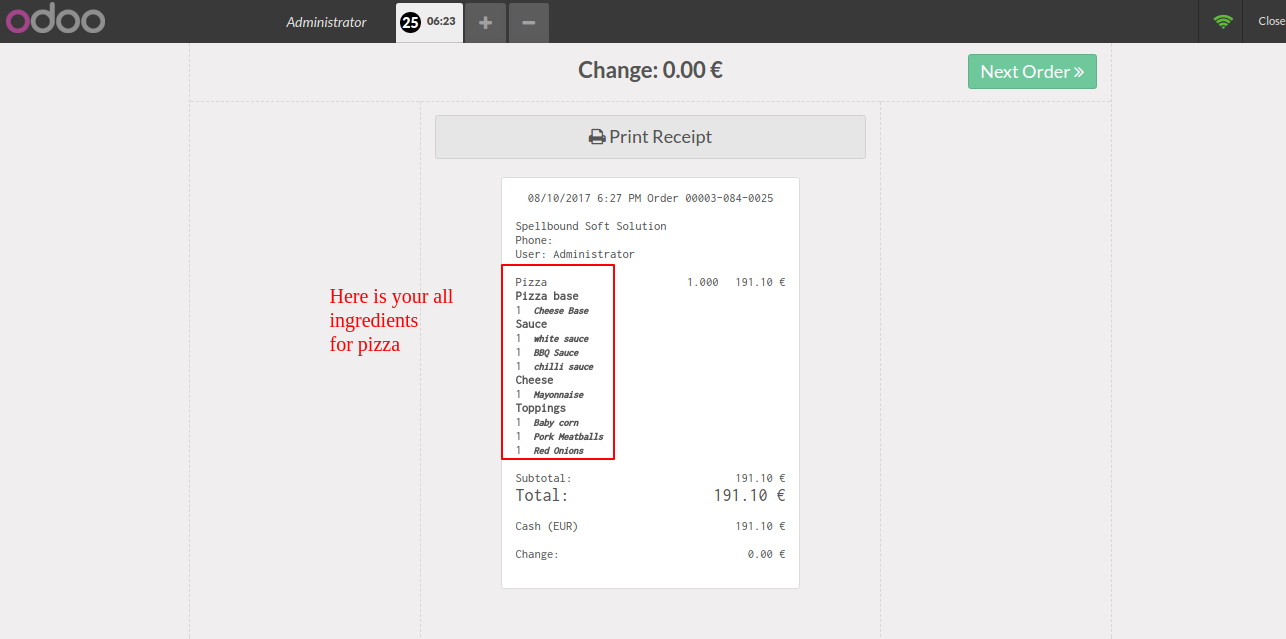 odoo Administrator 25 06:23 Close
Change: 0.00 €
Next Order »
Print Receipt
08/10/2017 6:27 PM Order 00003-084-0025
Spellbound Soft Solution
Phone:
User: Administrator
Pizza 1.000 191.10 €
Pizza base
1 Cheese Base
Sauce
1 white sauce
1 BBQ Sauce
1 chilli sauce
Cheese
1 Mayonnaise
Toppings
1 Baby corn
1 Pork Meatballs
1 Red Onions
Here is your all
ingredients
for pizza
Subtotal: 191.10 €
Total: 191.10 €
Cash (EUR) 191.10 €
Change: 0.00 €